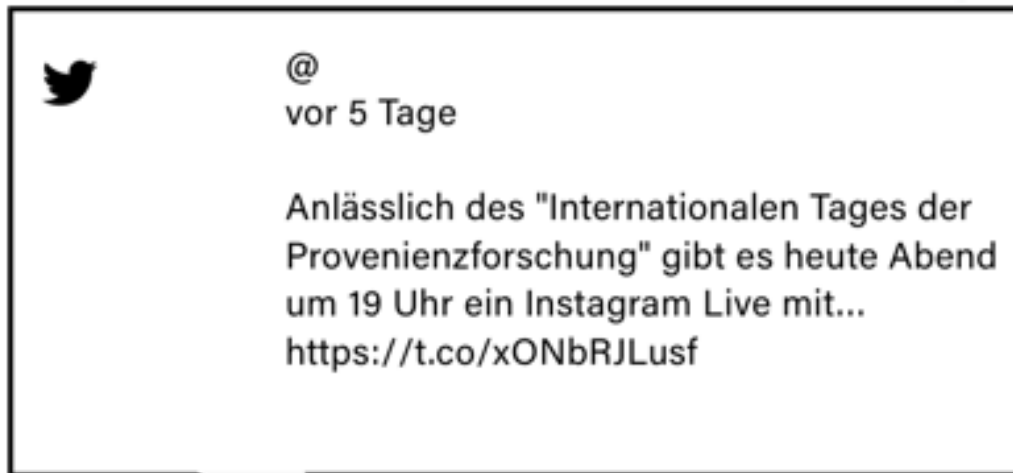 @
vor 5 Tage
Anlässlich des "Internationalen Tages der
Provenienzforschung" gibt es heute Abend
um 19 Uhr ein Instagram Live mit...
https://t.co/xONbRJLusf